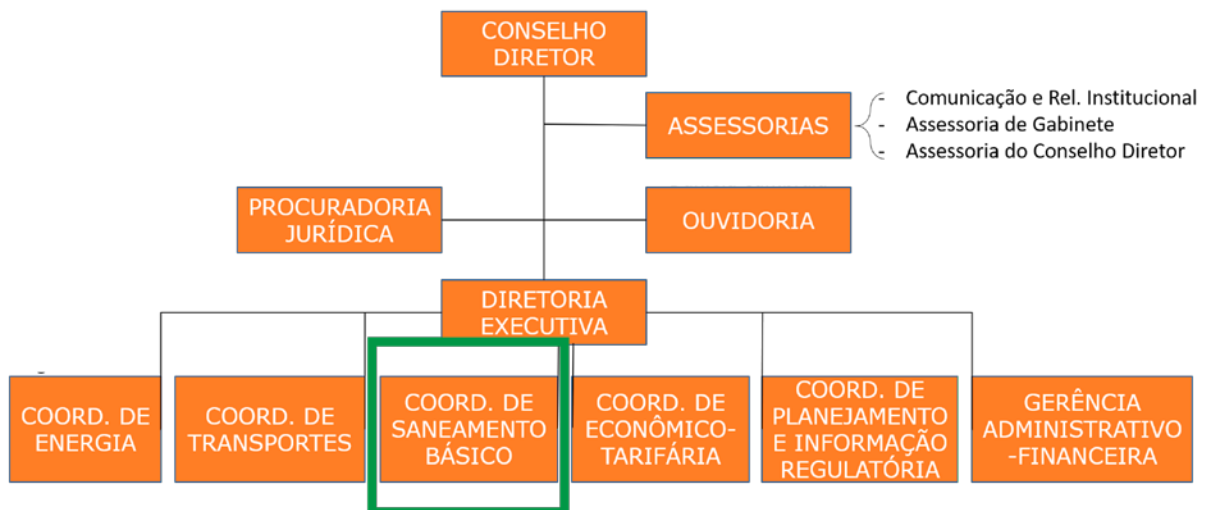 CONSELHO
DIRETOR
ASSESSORIAS
- Comunicação e Rel. Institucional
- Assessoria de Gabinete
- Assessoria do Conselho Diretor
PROCURADORIA
JURÍDICA
OUVIDORIA
DIRETORIA
EXECUTIVA
COORD. DE
ENERGIA
COORD. DE
TRANSPORTES
COORD. DE
SANEAMENTO
BÁSICO
COORD. DE
ECONÔMICO-
TARIFÁRIA
COORD. DE
PLANEJAMENTO
E INFORMAÇÃO
REGULATÓRIA
GERÊNCIA
ADMINISTRATIVO
-FINANCEIRA